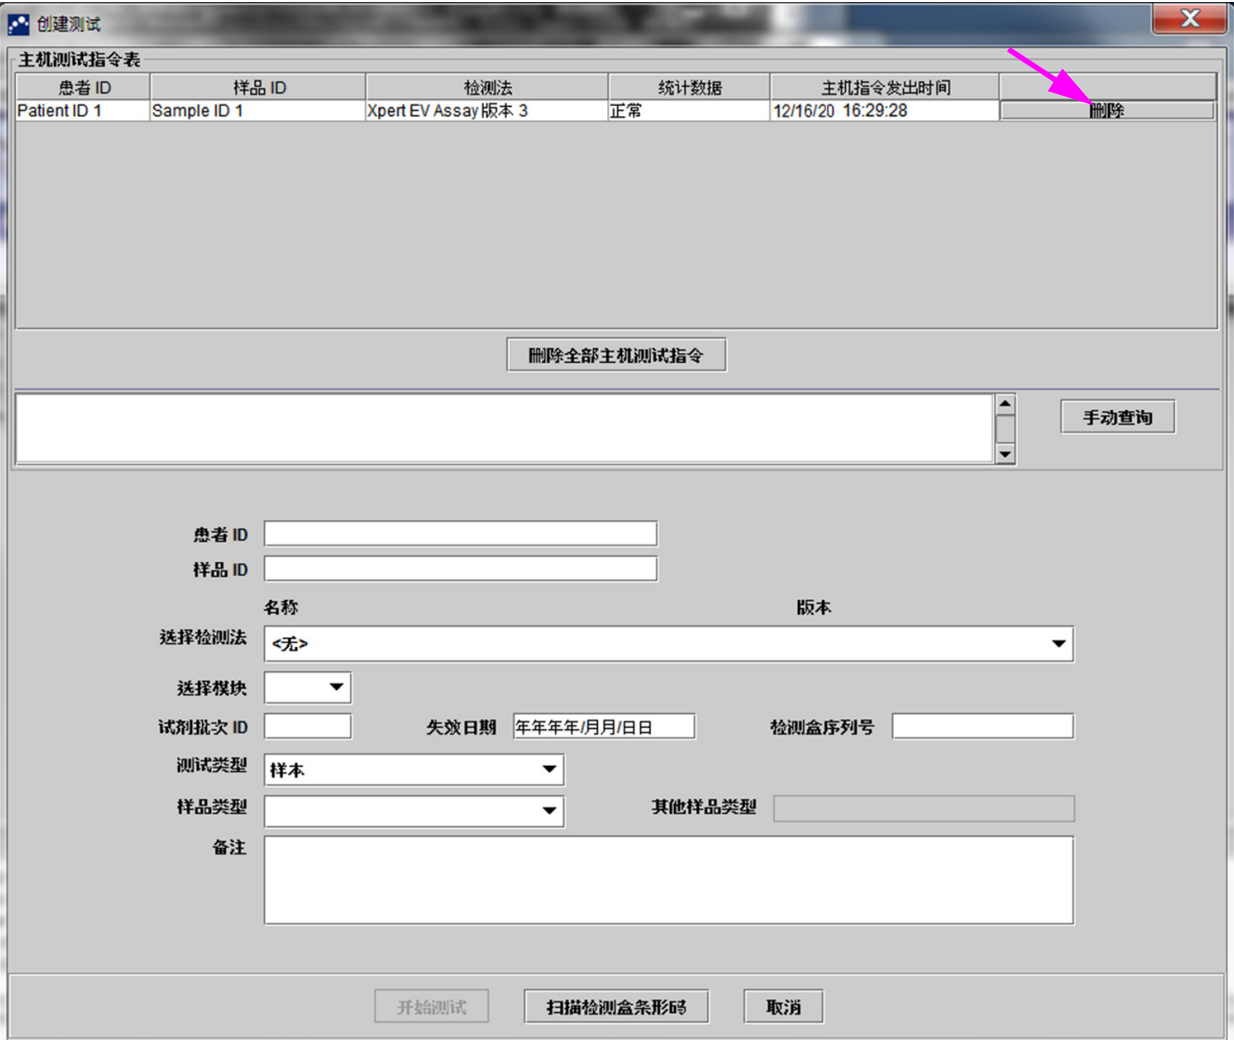 创建测试
主机测试指令表
患者 ID 样品 ID 检测法 统计数据 主机指令发出时间
Patient ID 1 Sample ID 1 Xpert EV Assay 版本 3 正常 12/16/20 16:29:28 删除
删除全部主机测试指令
手动查询
患者 ID
样品 ID
名称 版本
选择检测法 <无>
选择模块
试剂批次 ID 失效日期 年年年年/月月/日日 检测盒序列号
测试类型 样本
样品类型 其他样品类型
备注
开始测试 扫描检测盒条形码 取消